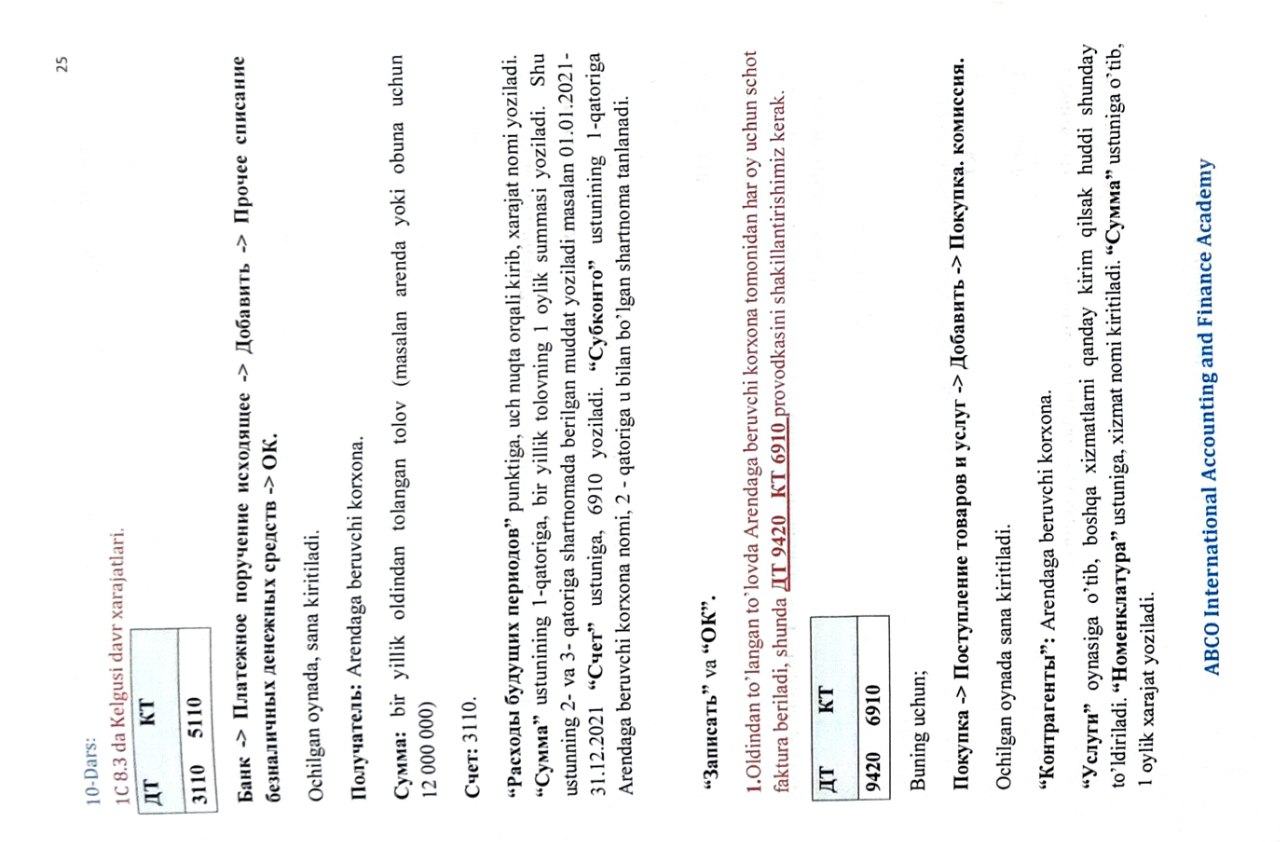 25
10-Dars:
1C 8.3 da Kelgusi davr xarajatlari.
ДТ КТ
3110 5110
Банк -> Платежное поручение исходящее -> Добавить -> Прочее списание
безналичных денежных средств -> ОК.
Ochilgan oynada, sana kiritiladi.
Получатель: Arendaga beruvchi korxona.
Сумма: bir yillik oldindan tolangan tolov (masalan arenda yoki obuna uchun
12 000 000)
Счет: 3110.
“Расходы будущих периодов” punktiga, uch nuqta orqali kirib, xarajat nomi yoziladi.
“Сумма” ustunining 1-qatoriga, bir yillik tolovning 1 oylik summasi yoziladi. Shu
ustuning 2- va 3- qatoriga shartnomada berilgan muddat yoziladi masalan 01.01.2021-
31.12.2021 “Счет” ustuniga, 6910 yoziladi. “Субконто” ustunining 1-qatoriga
Arendaga beruvchi korxona nomi, 2 - qatoriga u bilan bo’lgan shartnoma tanlanadi.
“Записать” va “ОК”.
1.Oldindan to’langan to’lovda Arendaga beruvchi korxona tomonidan har oy uchun schot
faktura beriladi, shunda ДТ 9420 КТ 6910 provodkasini shakillantirishimiz kerak.
ДТ КТ
9420 6910
Buning uchun;
Покупка -> Поступление товаров и услуг -> Добавить -> Покупка. комиссия.
Ochilgan oynada sana kiritiladi.
“Контрагенты”: Arendaga beruvchi korxona.
“Услуги” oynasiga o’tib, boshqa xizmatlarni qanday kirim qilsak huddi shunday
to’ldiriladi. “Номенклатура” ustuniga, xizmat nomi kiritiladi. “Сумма” ustuniga o’tib,
1 oylik xarajat yoziladi.
ABCO International Accounting and Finance Academy